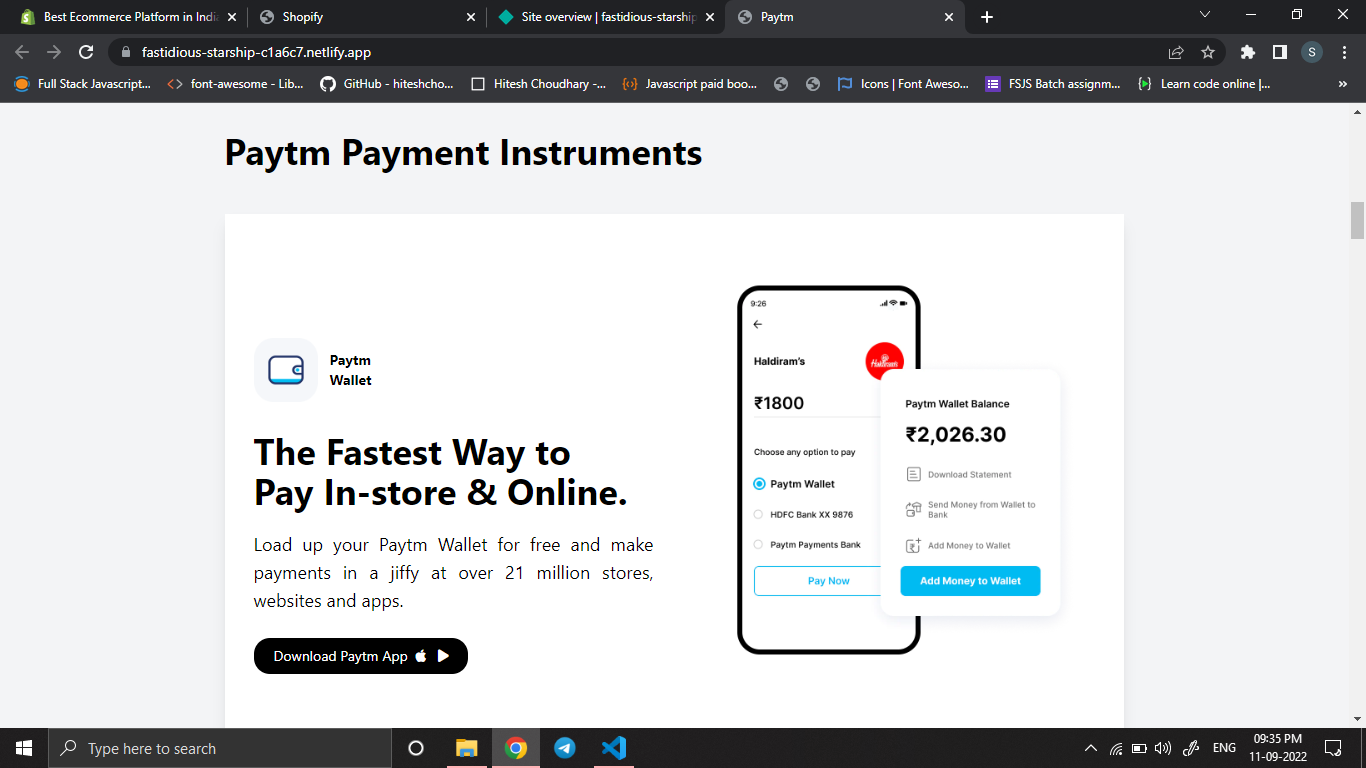 Best Ecommerce Platform in Indi
Shopify
Site overview | fastidious-starship
Paytm
fastidious-starship-c1a6c7.netlify.app
S
Full Stack Javascript...
font-awesome - Lib...
GitHub - hiteshcho...
Hitesh Choudhary -...
Javascript paid boo...
Icons | Font Aweso...
FSJS Batch assignm...
Learn code online |...
»
Paytm Payment Instruments
Paytm
Wallet
The Fastest Way to
Pay In-store & Online.
Load up your Paytm Wallet for free and make
payments in a jiffy at over 21 million stores,
websites and apps.
Download Paytm App
9:26
Haldiram's
Haldiram's
₹1800
Choose any option to pay
Paytm Wallet
HDFC Bank XX 9876
Paytm Payments Bank
Pay Now
Paytm Wallet Balance
₹2,026.30
Download Statement
Send Money from Wallet to
Bank
Add Money to Wallet
Add Money to Wallet
Type here to search
ENG
09:35 PM
11-09-2022